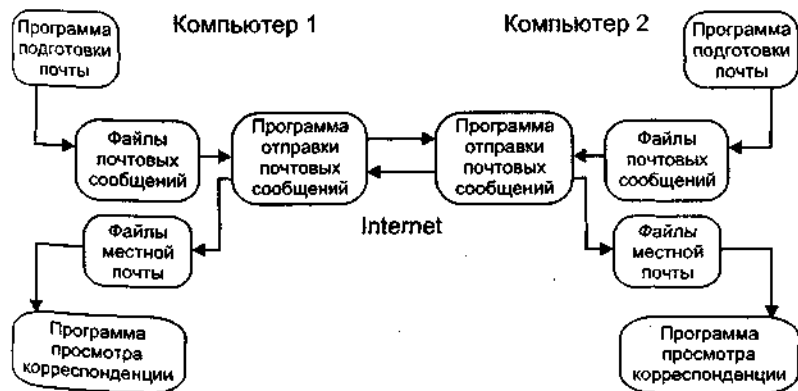 Компьютер 1
Компьютер 2
Программа
подготовки
почты
Программа
подготовки
почты
Файлы
почтовых
сообщений
Программа
отправки
почтовых
сообщений
Программа
отправки
почтовых
сообщений
Файлы
почтовых
сообщений
Internet
Файлы
местной
почты
Файлы
местной
почты
Программа
просмотра
корреспонденции
Программа
просмотра
корреспонденции